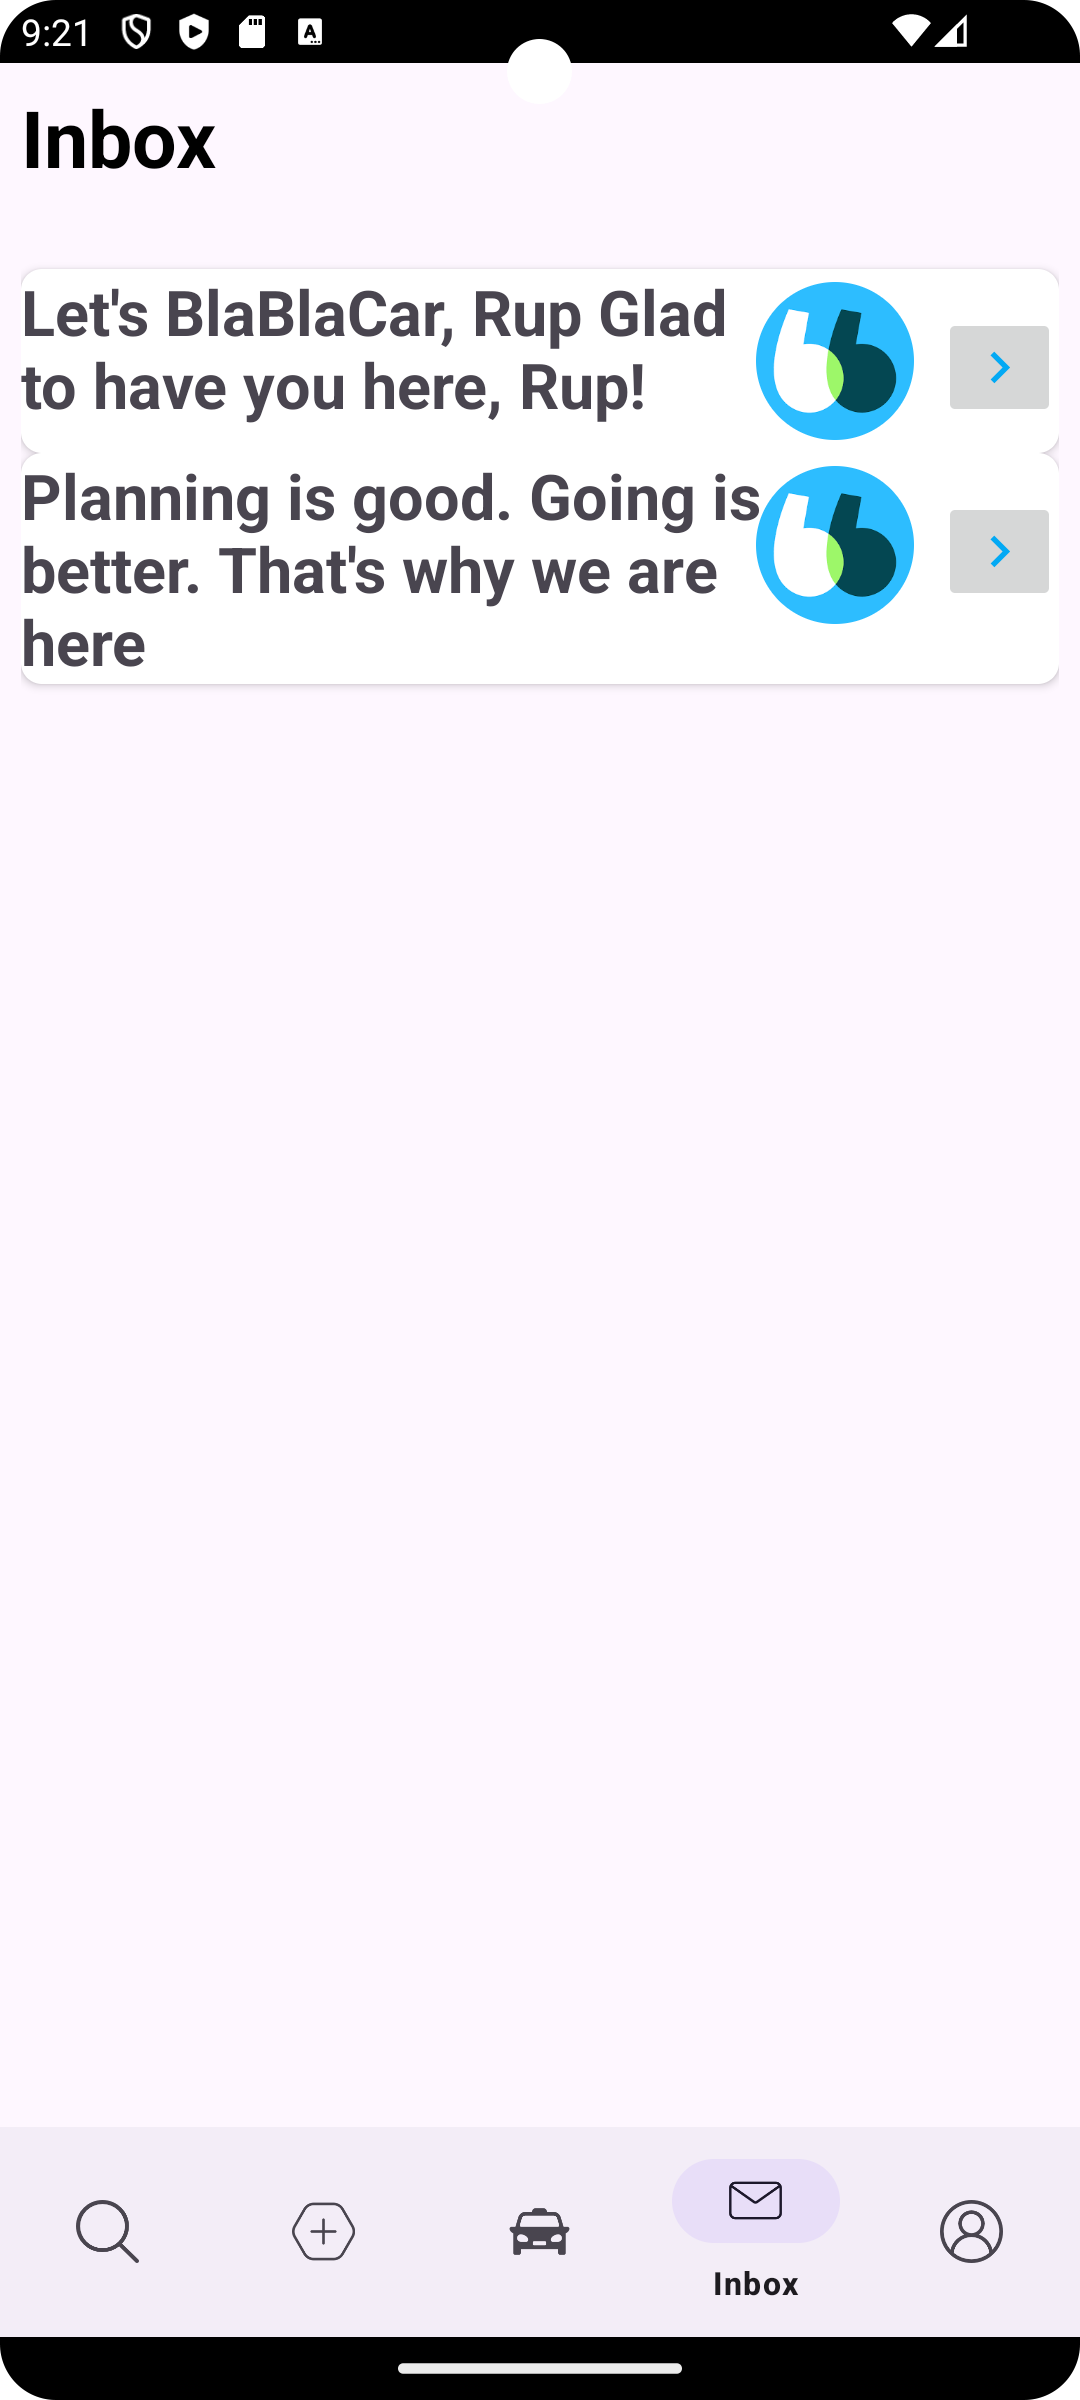 9:21
Inbox
Let's BlaBlaCar, Rup Glad
to have you here, Rup!
Planning is good. Going is
better. That's why we are
here
Inbox